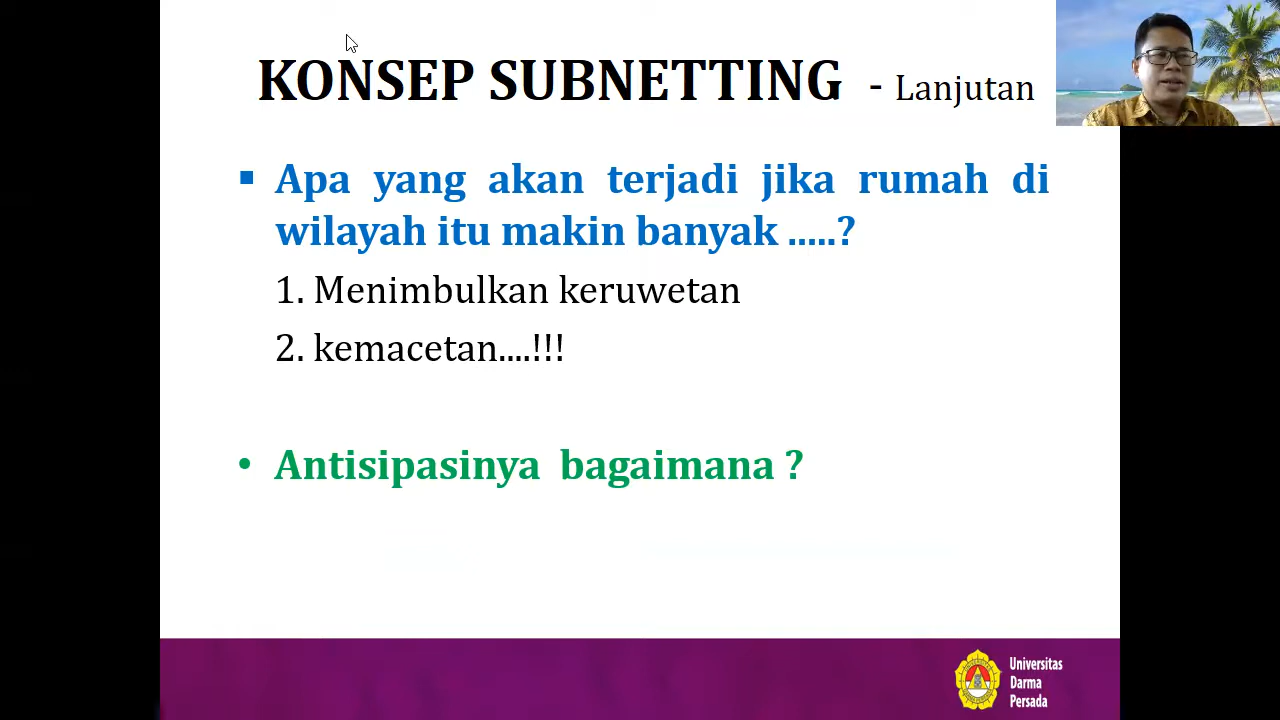 KONSEP SUBNETTING - Lanjutan
▪ Apa yang akan terjadi jika rumah di
wilayah itu makin banyak .....?
1. Menimbulkan keruwetan
2. kemacetan....!!!
• Antisipasinya bagaimana ?
Universitas
Darma
Persada